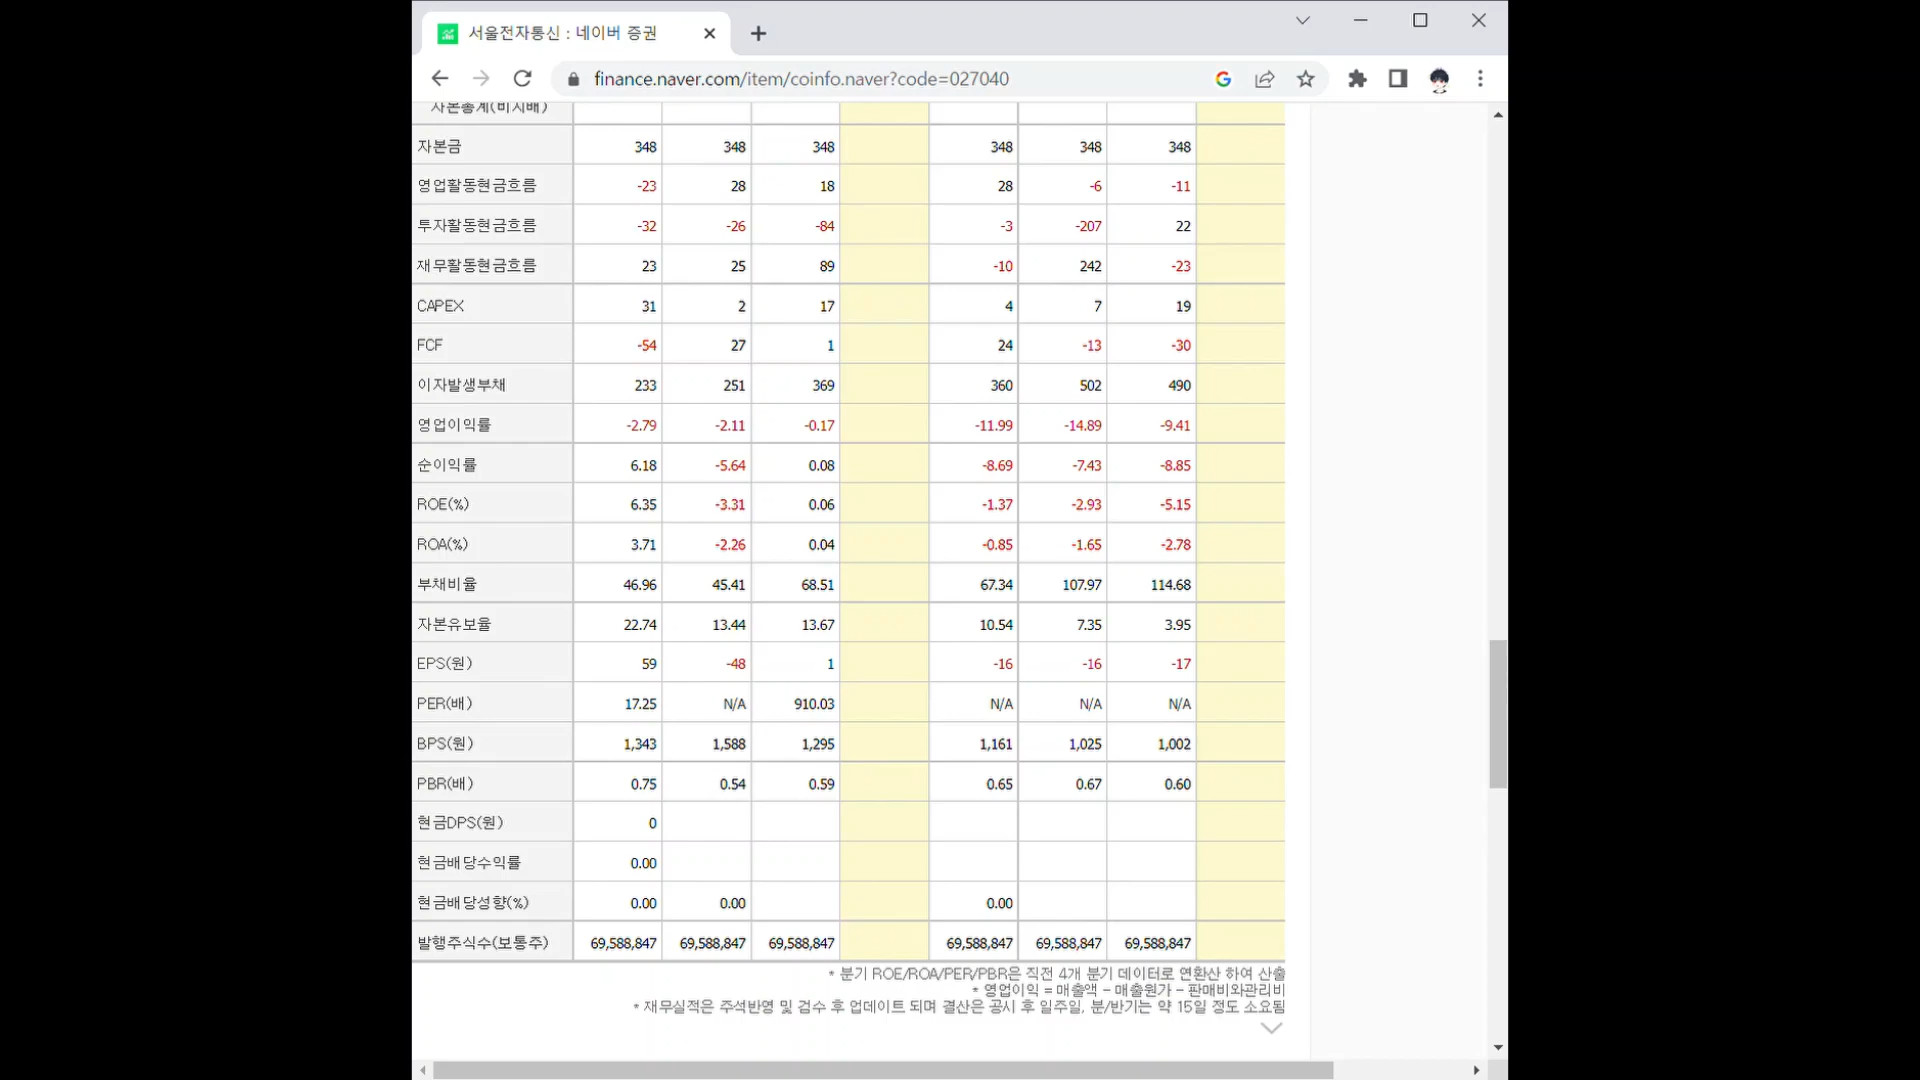 서울전자통신 : 네이버 증권
finance.naver.com/item/coinfo.naver?code=027040
자본총계(비지배)
자본금 348 348 348 348 348 348
영업활동현금흐름 -23 28 18 28 -6 -11
투자활동현금흐름 -32 -26 -84 -3 -207 22
재무활동현금흐름 23 25 89 -10 242 -23
CAPEX 31 2 17 4 7 19
FCF -54 27 1 24 -13 -30
이자발생부채 233 251 369 360 502 490
영업이익률 -2.79 -2.11 -0.17 -11.99 -14.89 -9.41
순이익률 6.18 -5.64 0.08 -8.69 -7.43 -8.85
ROE(%) 6.35 -3.31 0.06 -1.37 -2.93 -5.15
ROA(%) 3.71 -2.26 0.04 -0.85 -1.65 -2.78
부채비율 46.96 45.41 68.51 67.34 107.97 114.68
자본유보율 22.74 13.44 13.67 10.54 7.35 3.95
EPS(원) 59 -48 1 -16 -16 -17
PER(배) 17.25 N/A 910.03 N/A N/A N/A
BPS(원) 1,343 1,588 1,295 1,161 1,025 1,002
PBR(배) 0.75 0.54 0.59 0.65 0.67 0.60
현금DPS(원) 0
현금배당수익률 0.00
현금배당성향(%) 0.00 0.00 0.00
발행주식수(보통주) 69,588,847 69,588,847 69,588,847 69,588,847 69,588,847 69,588,847
* 분기 ROE/ROA/PER/PBR은 직전 4개 분기 데이터로 연환산 하여 산출
* 영업이익 = 매출액 - 매출원가 - 판매비와관리비
* 재무실적은 주석반영 및 검수 후 업데이트 되며 결산은 공시 후 일주일, 분/반기는 약 15일 정도 소요됨